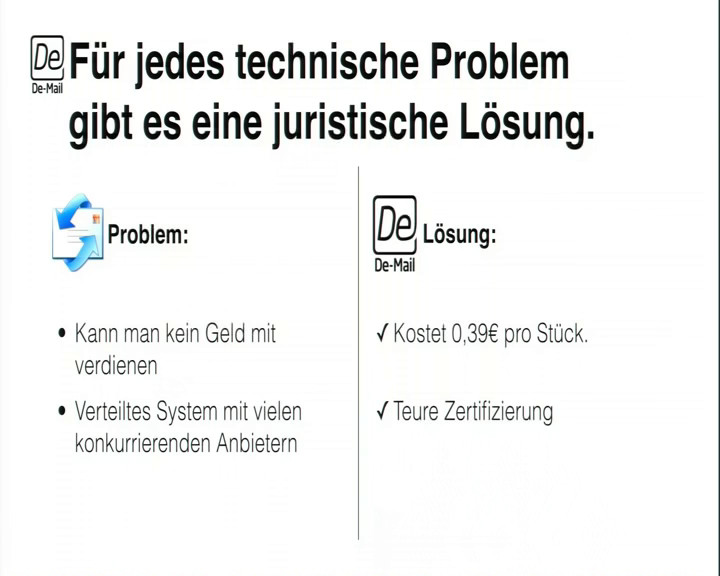 De
De-Mail
Für jedes technische Problem
gibt es eine juristische Lösung.
Problem:
• Kann man kein Geld mit
verdienen
• Verteiltes System mit vielen
konkurrierenden Anbietern
De
De-Mail
Lösung:
✓ Kostet 0,39€ pro Stück.
✓ Teure Zertifizierung